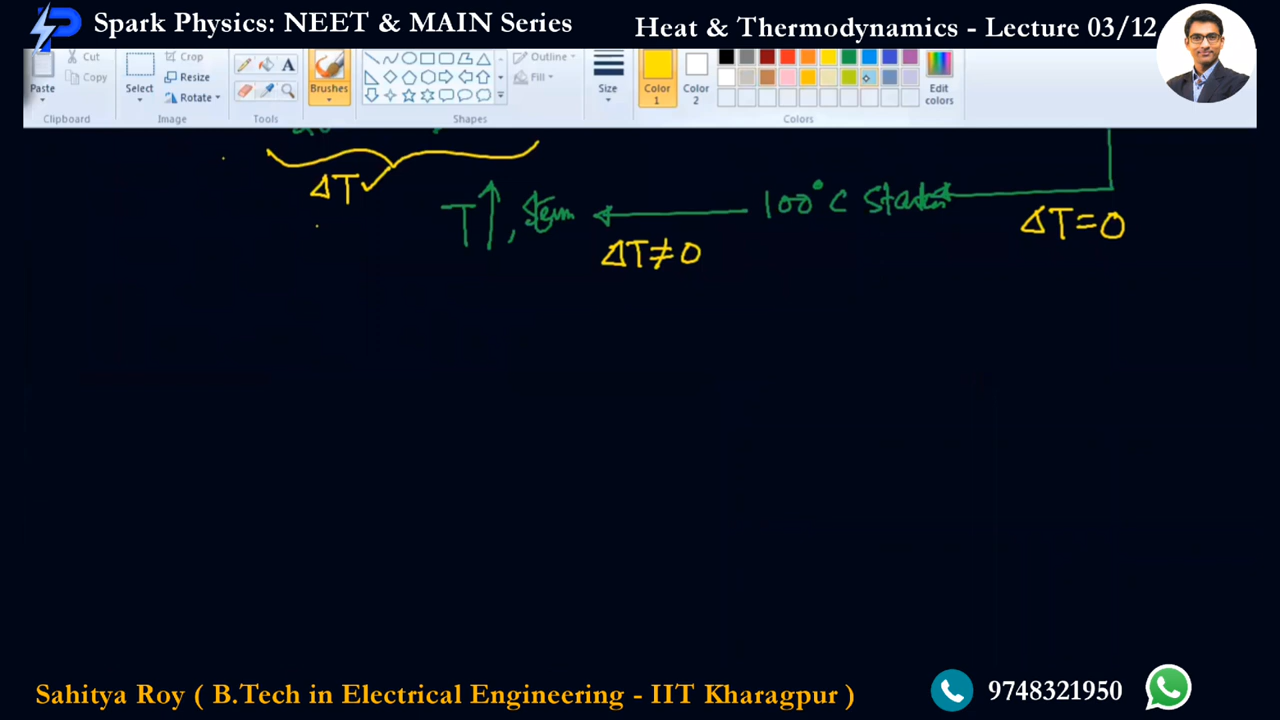 Spark Physics: NEET & MAIN Series
Heat & Thermodynamics - Lecture 03/12
Cut
Copy
Paste
Clipboard
Crop
Resize
Rotate
Select
Image
Tools
Brushes
Outline
Fill
Shapes
Size
Color 1
Color 2
Edit colors
Colors
ΔT✓
T↑,
100°C
ΔT≠0
ΔT=0
Sahitya Roy ( B.Tech in Electrical Engineering - IIT Kharagpur )
9748321950